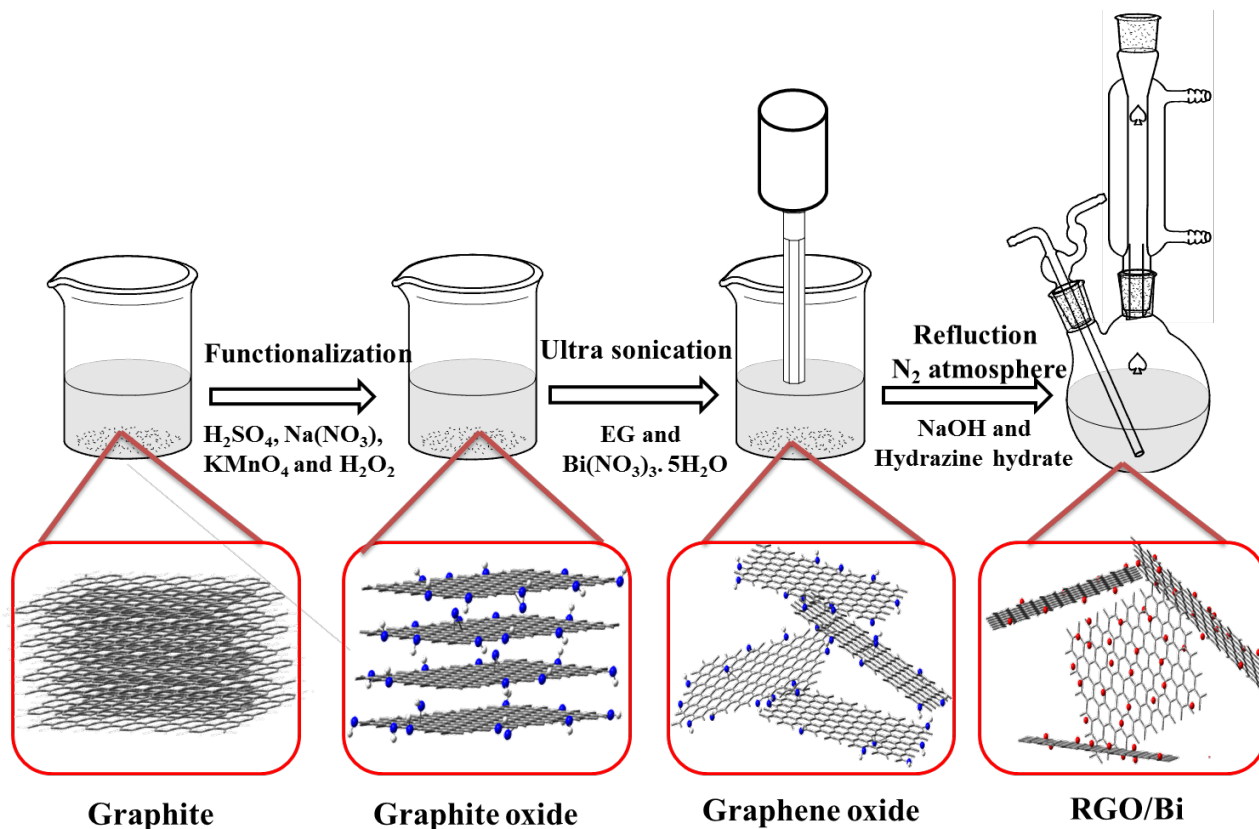 Functionalization
H₂SO₄, Na(NO₃),
KMnO₄ and H₂O₂
Ultra sonication
EG and
Bi(NO₃)₃. 5H₂O
Refluction
N₂ atmosphere
NaOH and
Hydrazine hydrate
Graphite
Graphite oxide
Graphene oxide
RGO/Bi